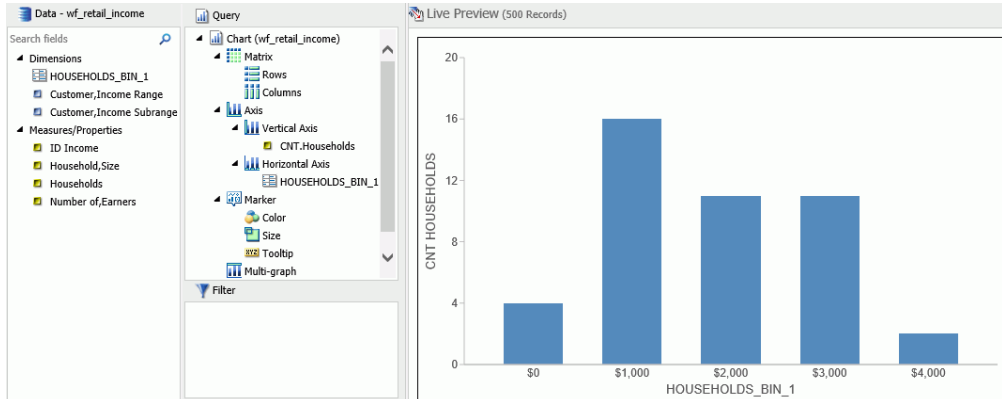 Data - wf_retail_income
Search fields
Dimensions
HOUSEHOLDS_BIN_1
Customer,Income Range
Customer,Income Subrange
Measures/Properties
ID Income
Household,Size
Households
Number of,Earners
Query
Chart (wf_retail_income)
Matrix
Rows
Columns
Axis
Vertical Axis
CNT.Households
Horizontal Axis
HOUSEHOLDS_BIN_1
Marker
Color
Size
XYZ Tooltip
Multi-graph
Filter
Live Preview (500 Records)
CNT HOUSEHOLDS
20
16
12
8
4
0
$0 $1,000 $2,000 $3,000 $4,000
HOUSEHOLDS_BIN_1